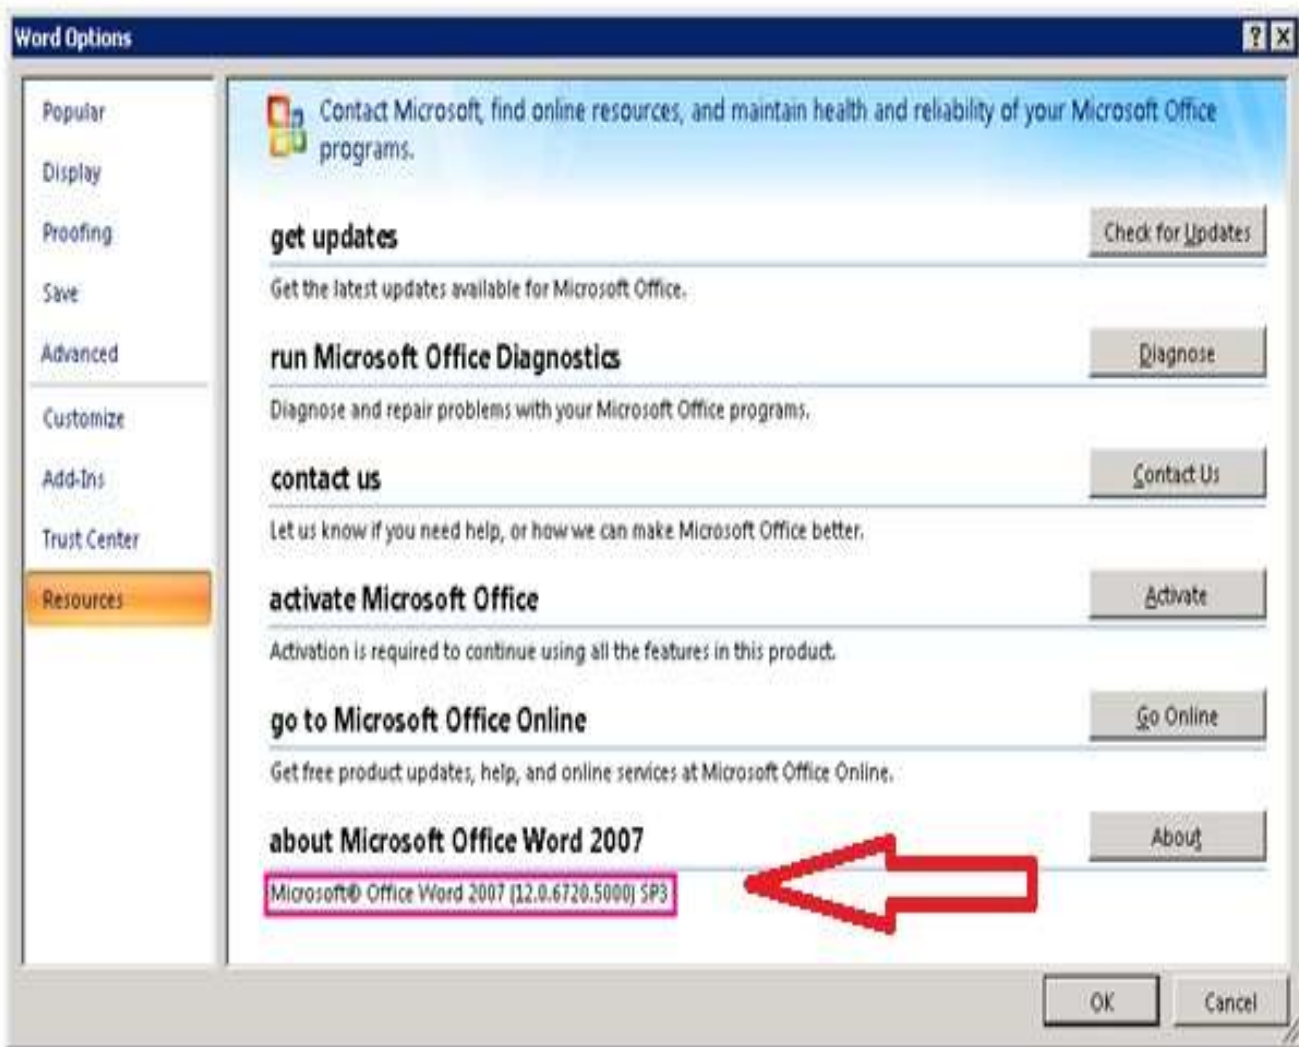 Word Options
Popular
Display
Proofing
Save
Advanced
Customize
Add-Ins
Trust Center
Resources
Contact Microsoft, find online resources, and maintain health and reliability of your Microsoft Office
programs.
get updates
Check for Updates
Get the latest updates available for Microsoft Office.
run Microsoft Office Diagnostics
Diagnose
Diagnose and repair problems with your Microsoft Office programs.
contact us
Contact Us
Let us know if you need help, or how we can make Microsoft Office better.
activate Microsoft Office
Activate
Activation is required to continue using all the features in this product.
go to Microsoft Office Online
Go Online
Get free product updates, help, and online services at Microsoft Office Online.
about Microsoft Office Word 2007
About
Microsoft® Office Word 2007 (12.0.6720.5000) SP3
OK
Cancel